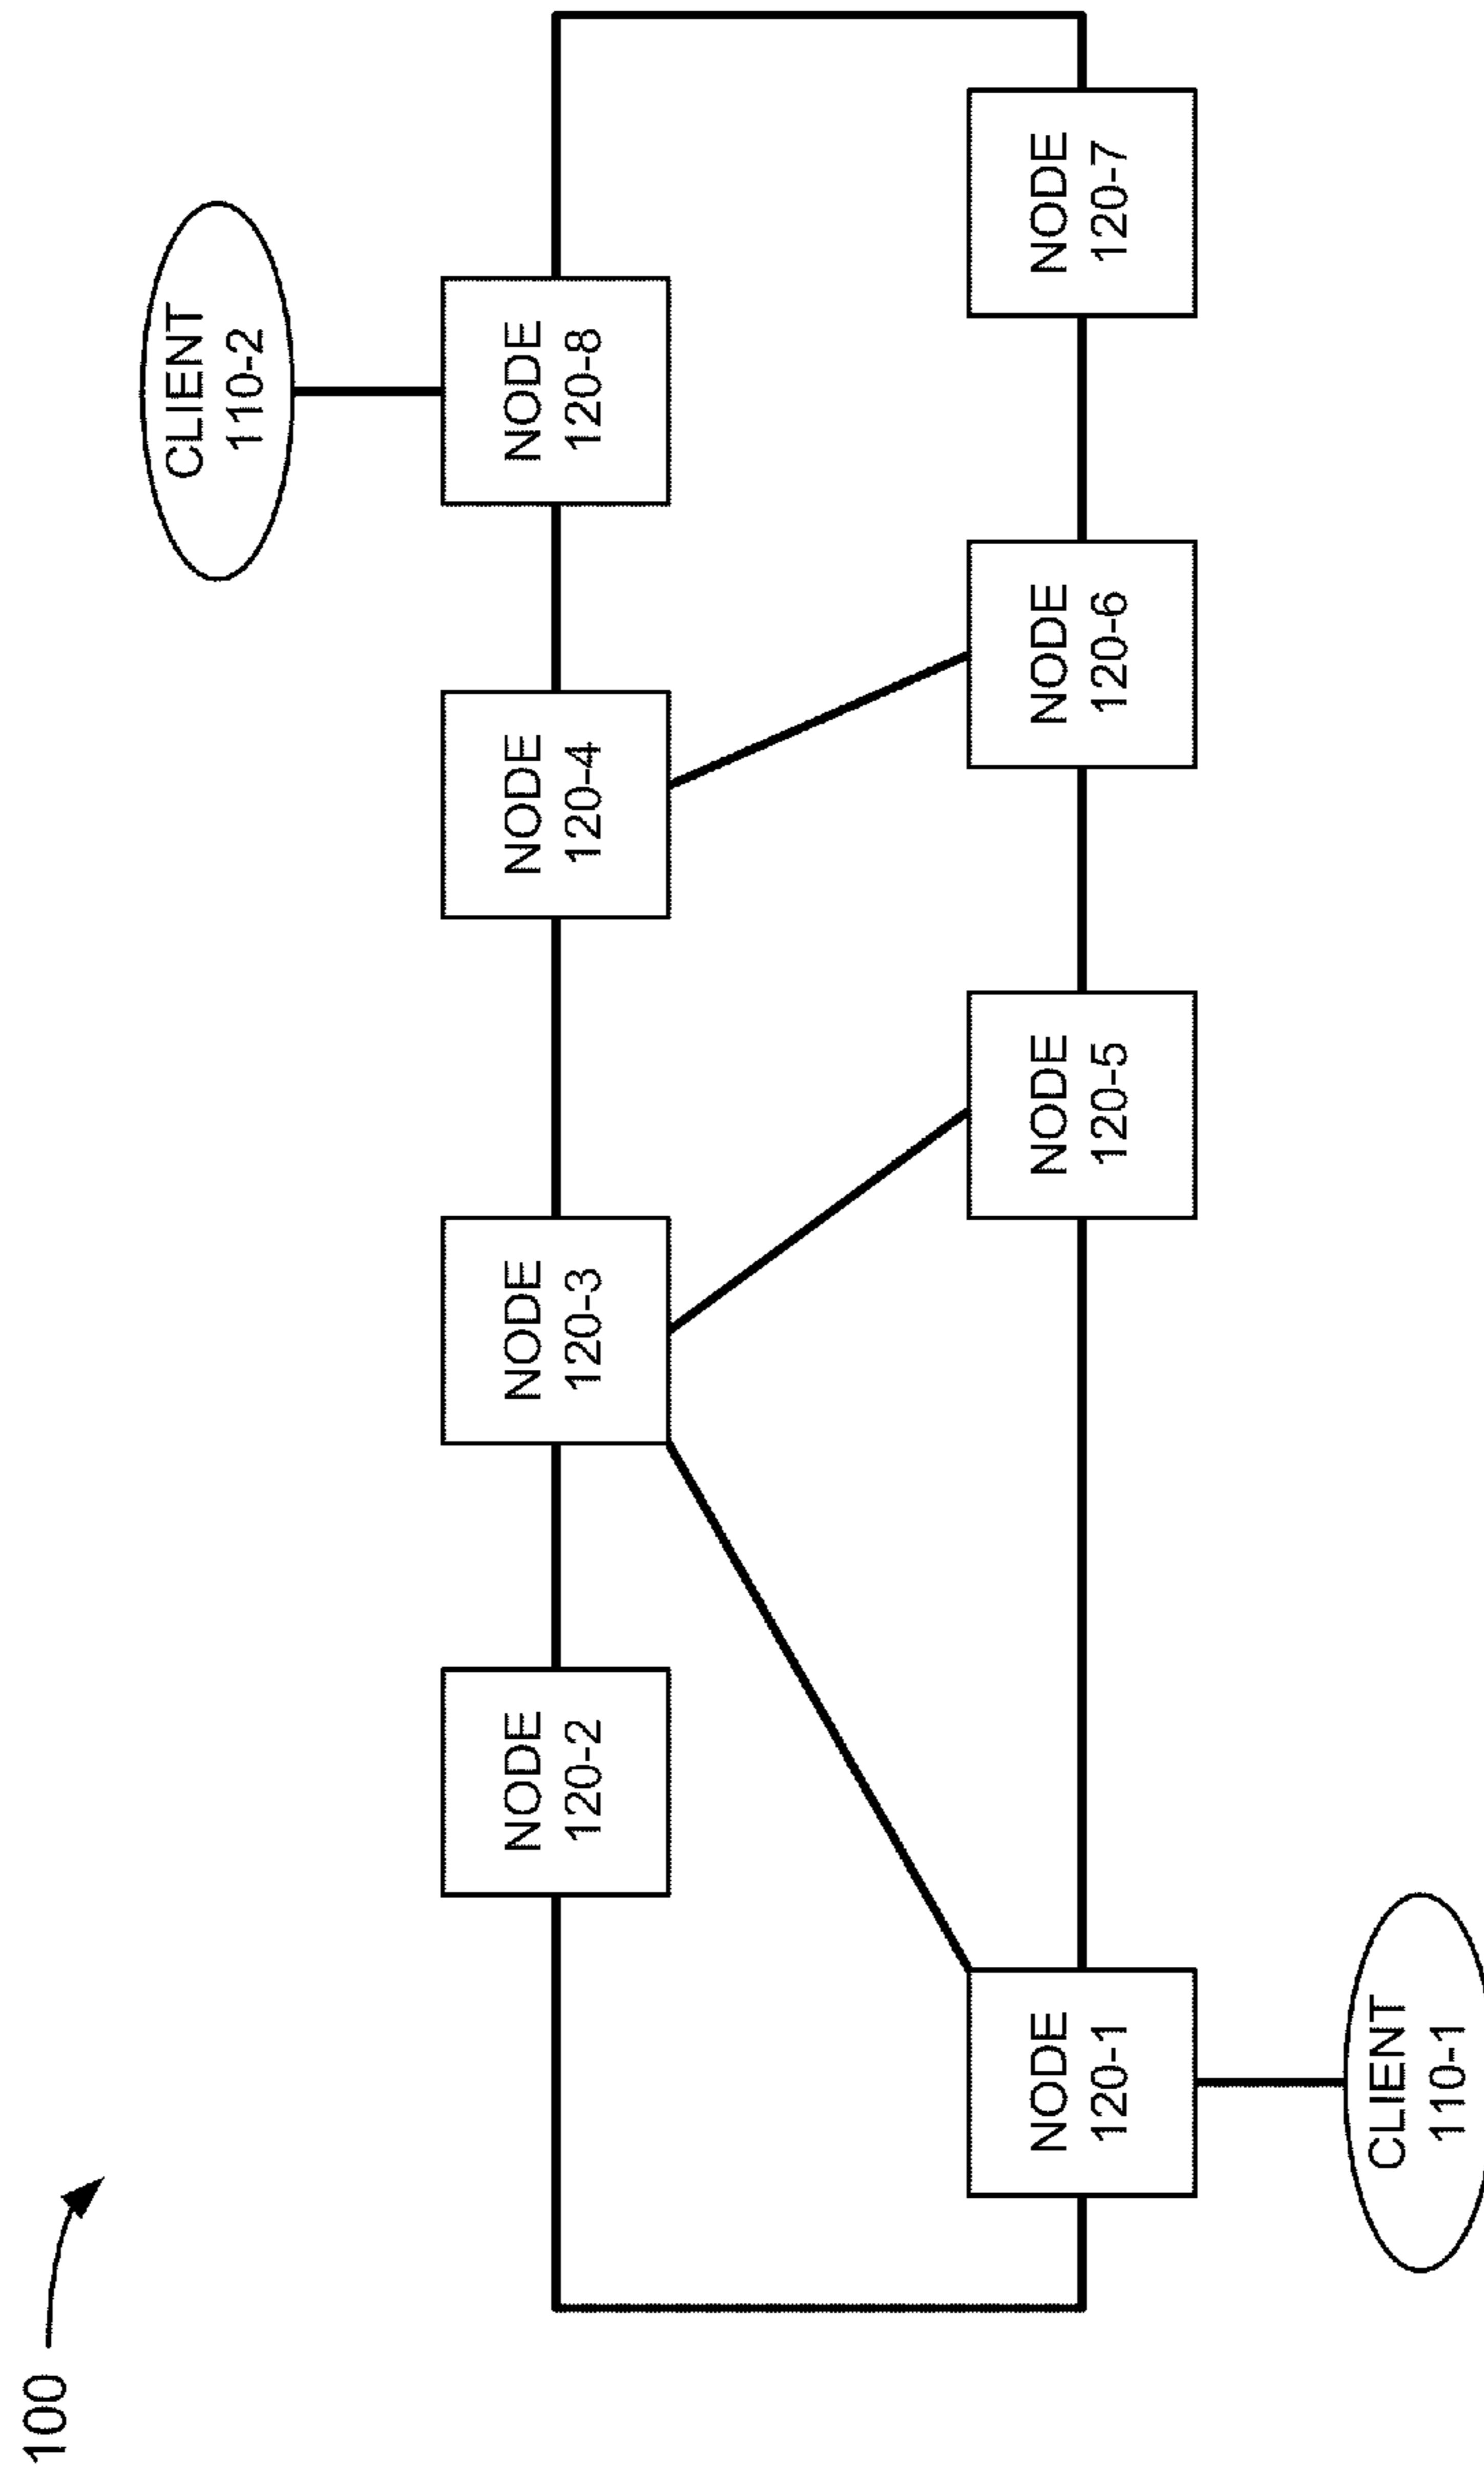 100
CLIENT
110-2
NODE
120-2
NODE
120-3
NODE
120-4
NODE
120-8
NODE
120-1
NODE
120-5
NODE
120-6
NODE
120-7
CLIENT
110-1